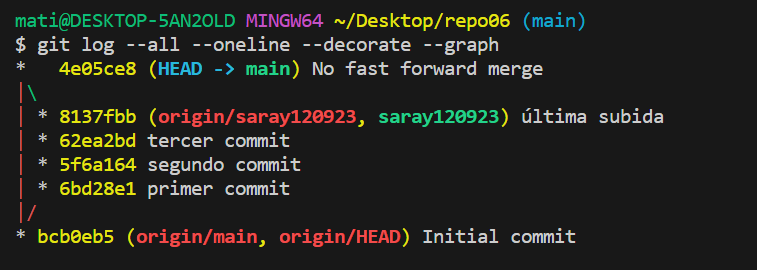 mati@DESKTOP-5AN2OLD MINGW64 ~/Desktop/repo06 (main)
$ git log --all --oneline --decorate --graph
*   4e05ce8 (HEAD -> main) No fast forward merge
|\
| * 8137fbb (origin/saray120923, saray120923) última subida
| * 62ea2bd tercer commit
| * 5f6a164 segundo commit
| * 6bd28e1 primer commit
|/
* bcb0eb5 (origin/main, origin/HEAD) Initial commit